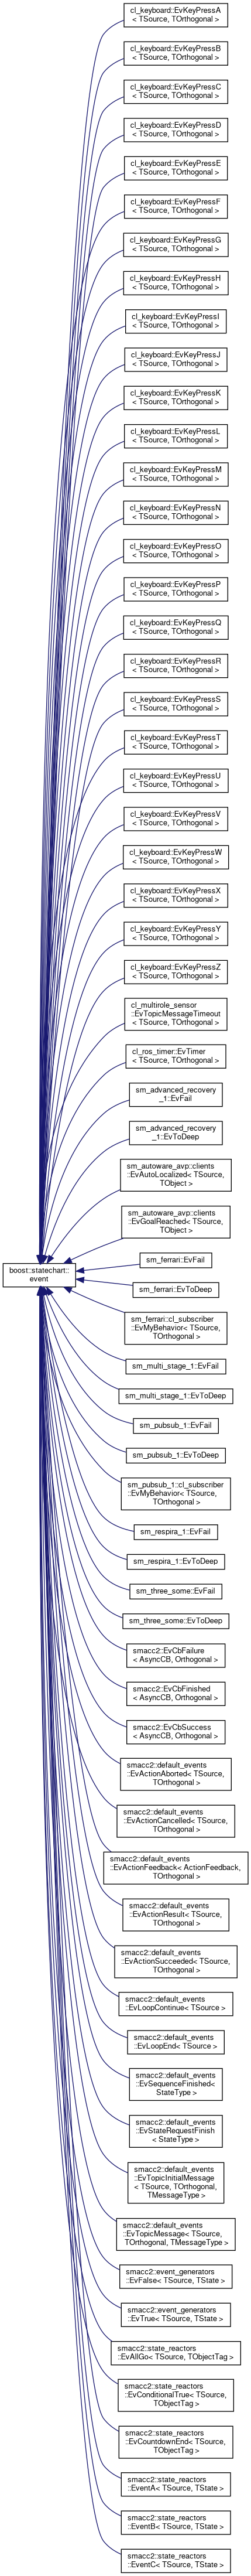 cl_keyboard::EvKeyPressA
< TSource, TOrthogonal >
cl_keyboard::EvKeyPressB
< TSource, TOrthogonal >
cl_keyboard::EvKeyPressC
< TSource, TOrthogonal >
cl_keyboard::EvKeyPressD
< TSource, TOrthogonal >
cl_keyboard::EvKeyPressE
< TSource, TOrthogonal >
cl_keyboard::EvKeyPressF
< TSource, TOrthogonal >
cl_keyboard::EvKeyPressG
< TSource, TOrthogonal >
cl_keyboard::EvKeyPressH
< TSource, TOrthogonal >
cl_keyboard::EvKeyPressI
< TSource, TOrthogonal >
cl_keyboard::EvKeyPressJ
< TSource, TOrthogonal >
cl_keyboard::EvKeyPressK
< TSource, TOrthogonal >
cl_keyboard::EvKeyPressL
< TSource, TOrthogonal >
cl_keyboard::EvKeyPressM
< TSource, TOrthogonal >
cl_keyboard::EvKeyPressN
< TSource, TOrthogonal >
cl_keyboard::EvKeyPressO
< TSource, TOrthogonal >
cl_keyboard::EvKeyPressP
< TSource, TOrthogonal >
cl_keyboard::EvKeyPressQ
< TSource, TOrthogonal >
cl_keyboard::EvKeyPressR
< TSource, TOrthogonal >
cl_keyboard::EvKeyPressS
< TSource, TOrthogonal >
cl_keyboard::EvKeyPressT
< TSource, TOrthogonal >
cl_keyboard::EvKeyPressU
< TSource, TOrthogonal >
cl_keyboard::EvKeyPressV
< TSource, TOrthogonal >
cl_keyboard::EvKeyPressW
< TSource, TOrthogonal >
cl_keyboard::EvKeyPressX
< TSource, TOrthogonal >
cl_keyboard::EvKeyPressY
< TSource, TOrthogonal >
cl_keyboard::EvKeyPressZ
< TSource, TOrthogonal >
cl_multirole_sensor
::EvTopicMessageTimeout
< TSource, TOrthogonal >
cl_ros_timer::EvTimer
< TSource, TOrthogonal >
sm_advanced_recovery
_1::EvFail
sm_advanced_recovery
_1::EvToDeep
sm_autoware_avp::clients
::EvAutoLocalized< TSource,
TObject >
sm_autoware_avp::clients
::EvGoalReached< TSource,
TObject >
boost::statechart::
event
sm_ferrari::EvFail
sm_ferrari::EvToDeep
sm_ferrari::cl_subscriber
::EvMyBehavior< TSource,
TOrthogonal >
sm_multi_stage_1::EvFail
sm_multi_stage_1::EvToDeep
sm_pubsub_1::EvFail
sm_pubsub_1::EvToDeep
sm_pubsub_1::cl_subscriber
::EvMyBehavior< TSource,
TOrthogonal >
sm_respira_1::EvFail
sm_respira_1::EvToDeep
sm_three_some::EvFail
sm_three_some::EvToDeep
smacc2::EvCbFailure
< AsyncCB, Orthogonal >
smacc2::EvCbFinished
< AsyncCB, Orthogonal >
smacc2::EvCbSuccess
< AsyncCB, Orthogonal >
smacc2::default_events
::EvActionAborted< TSource,
TOrthogonal >
smacc2::default_events
::EvActionCancelled< TSource,
TOrthogonal >
smacc2::default_events
::EvActionFeedback< ActionFeedback,
TOrthogonal >
smacc2::default_events
::EvActionResult< TSource,
TOrthogonal >
smacc2::default_events
::EvActionSucceeded< TSource,
TOrthogonal >
smacc2::default_events
::EvLoopContinue< TSource >
smacc2::default_events
::EvLoopEnd< TSource >
smacc2::default_events
::EvSequenceFinished<
StateType >
smacc2::default_events
::EvStateRequestFinish
< StateType >
smacc2::default_events
::EvTopicInitialMessage
< TSource, TOrthogonal,
TMessageType >
smacc2::default_events
::EvTopicMessage< TSource,
TOrthogonal, TMessageType >
smacc2::event_generators
::EvFalse< TSource, TState >
smacc2::event_generators
::EvTrue< TSource, TState >
smacc2::state_reactors
::EvAllGo< TSource, TObjectTag >
smacc2::state_reactors
::EvConditionalTrue< TSource,
TObjectTag >
smacc2::state_reactors
::EvCountdownEnd< TSource,
TObjectTag >
smacc2::state_reactors
::EventA< TSource, TState >
smacc2::state_reactors
::EventB< TSource, TState >
smacc2::state_reactors
::EventC< TSource, TState >